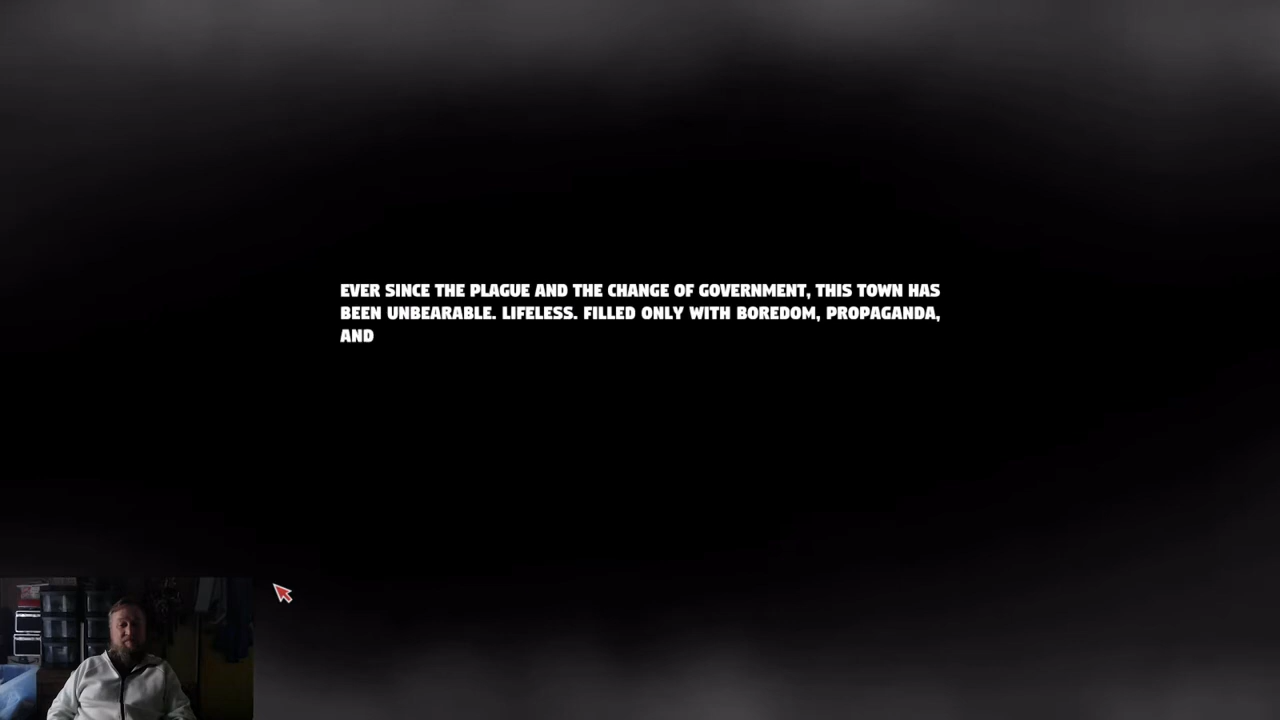 EVER SINCE THE PLAGUE AND THE CHANGE OF GOVERNMENT, THIS TOWN HAS
BEEN UNBEARABLE. LIFELESS. FILLED ONLY WITH BOREDOM, PROPAGANDA,
AND